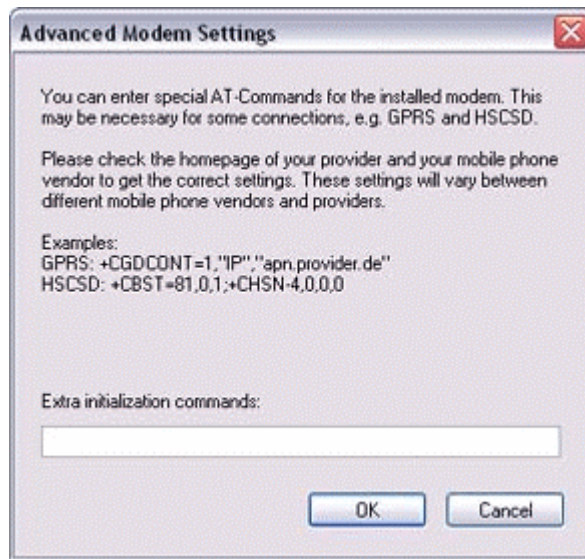 Advanced Modem Settings
You can enter special AT-Commands for the installed modem. This
may be necessary for some connections, e.g. GPRS and HSCSD.
Please check the homepage of your provider and your mobile phone
vendor to get the correct settings. These settings will vary between
different mobile phone vendors and providers.
Examples:
GPRS: +CGDCONT=1,"IP","apn.provider.de"
HSCSD: +CBST=81,0,1;+CHSN-4,0,0,0
Extra initialization commands:
OK Cancel